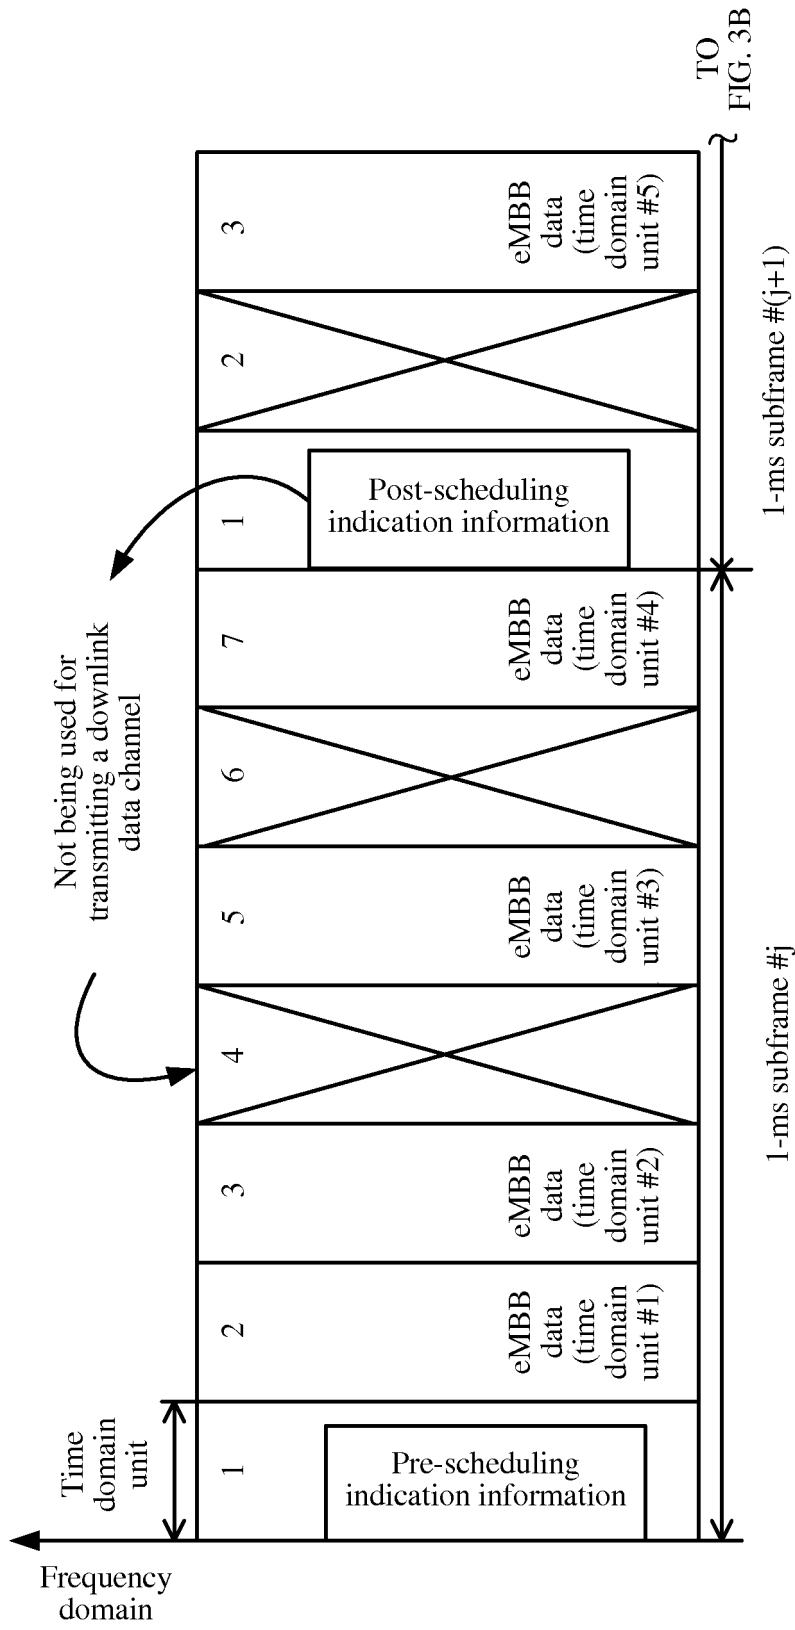 Frequency
domain
Time
domain
unit
1
Pre-scheduling
indication information
2
eMBB
data
(time
domain
unit #1)
3
eMBB
data
(time
domain
unit #2)
4
Not being used for
transmitting a downlink
data channel
5
eMBB
data
(time
domain
unit #3)
6
7
eMBB
data
(time
domain
unit #4)
1
Post-scheduling
indication information
2
3
eMBB
data
(time
domain
unit #5)
1-ms subframe #j
1-ms subframe #(j+1)
TO
FIG. 3B